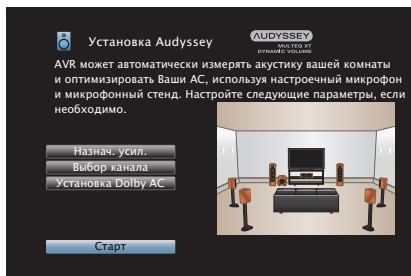 Установка Audyssey
AUDYSSEY
MULTEQ XT
DYNAMIC VOLUME
AVR может автоматически измерять акустику вашей комнаты
и оптимизировать Ваши АС, используя настроечный микрофон
и микрофонный стенд. Настройте следующие параметры, если
необходимо.
Назнач. усил.
Выбор канала
Установка Dolby АС
Старт